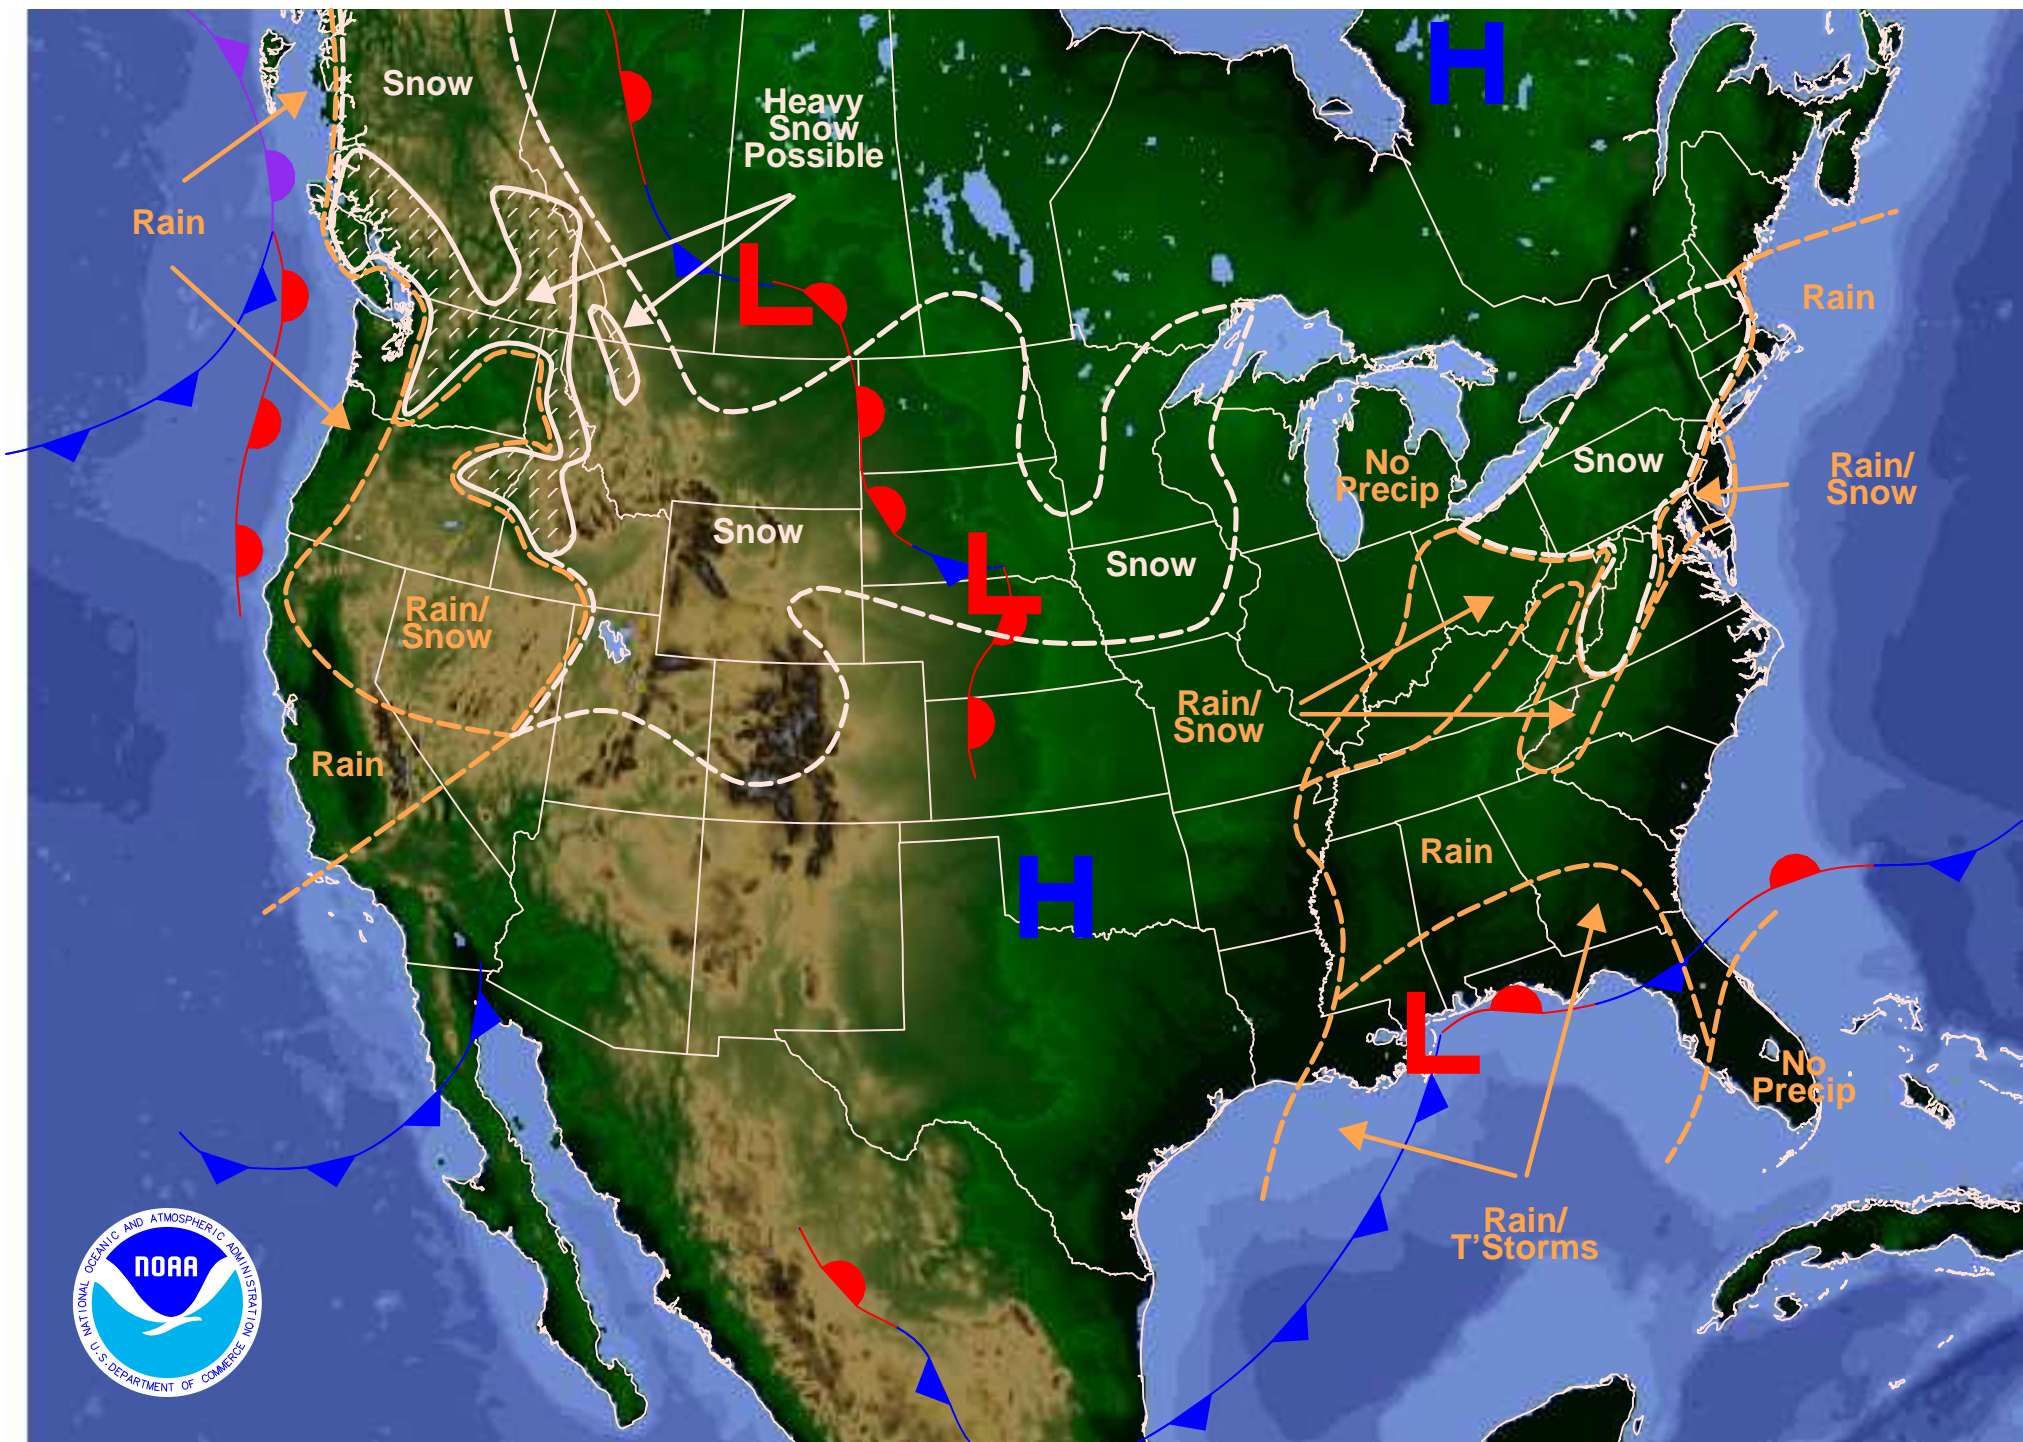 Snow
Heavy
Snow
Possible
H
Rain
L
Rain
No
Precip
Snow
Rain/
Snow
Snow
L
Snow
Rain/
Snow
Rain/
Snow
Rain
Rain
H
L
No
Precip
Rain/
T'Storms
NATIONAL OCEANIC AND ATMOSPHERIC ADMINISTRATION
NOAA
U.S. DEPARTMENT OF COMMERCE